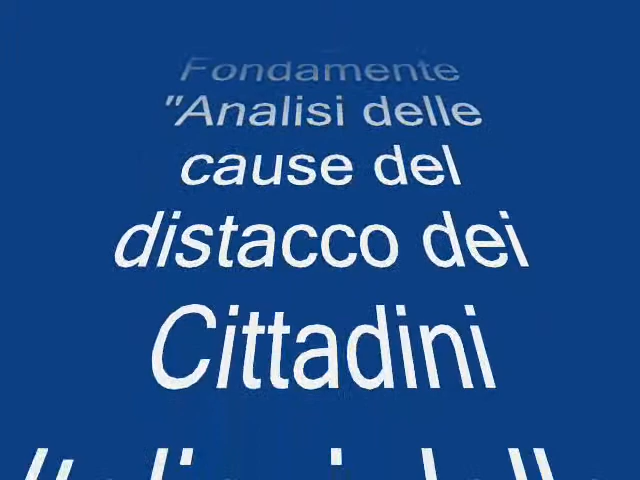 Fondamente
"Analisi delle
cause del
distacco dei
Cittadini